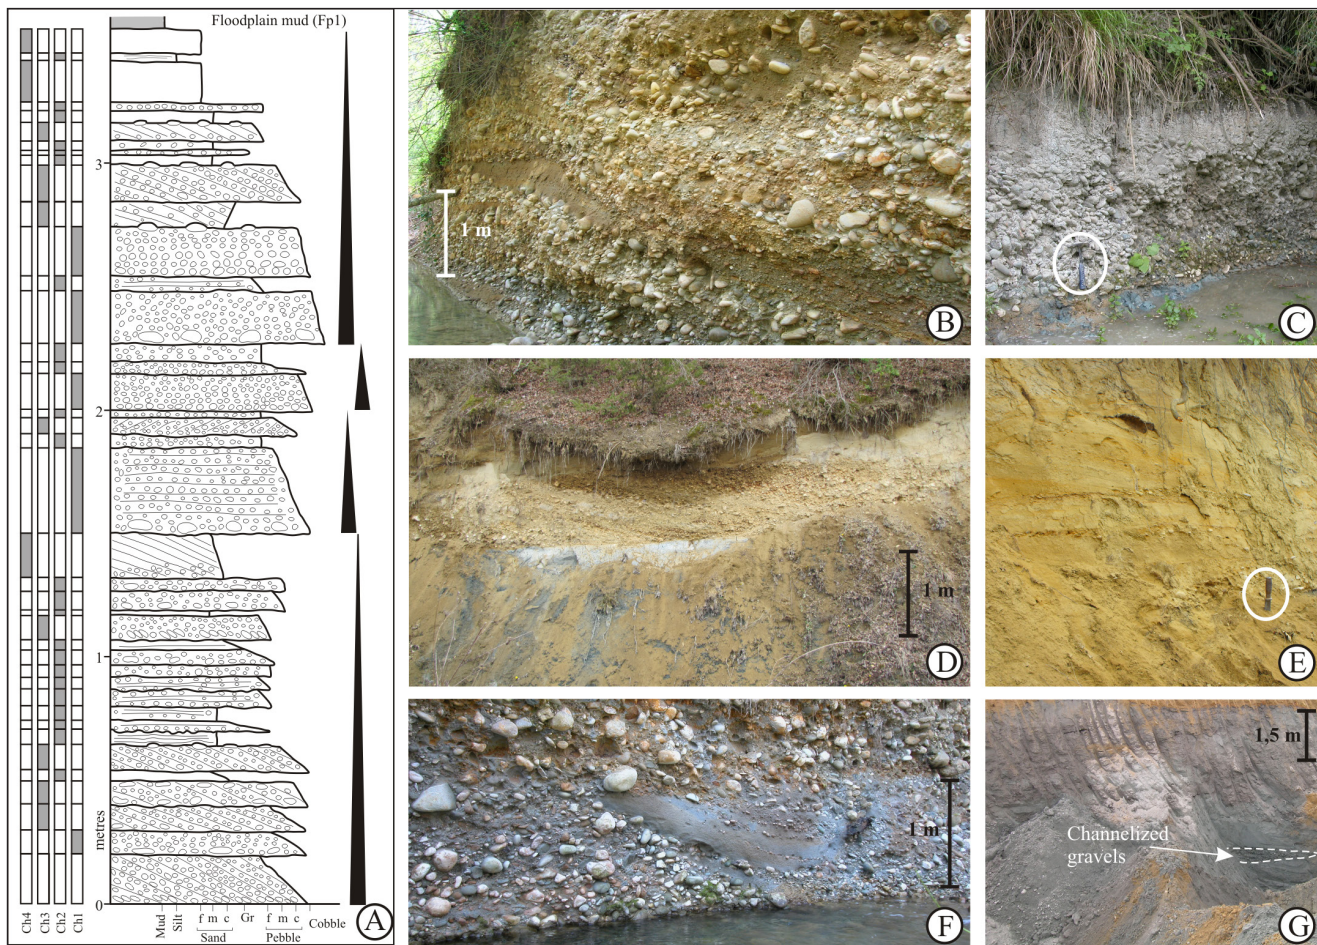 Floodplain mud (Fp1)
3
2
1
metres
0
Ch4
Ch3
Ch2
Ch1
Mud
Silt
f m c
Sand
Gr
f m c
Pebble
Cobble
A
1 m
B
C
1 m
D
E
1 m
F
1,5 m
Channelized
gravels
G